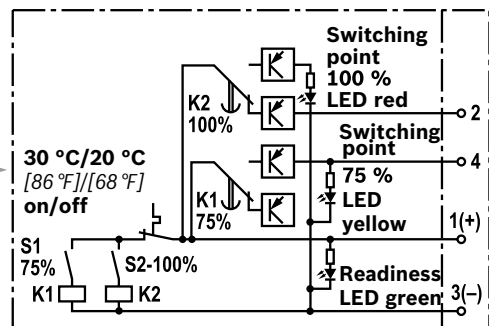 Switching
point
100 %
LED red
K2
100%
2
Switching
point
75 %
LED
yellow
4
30 °C/20 °C
[86 °F]/[68 °F]
on/off
K1
75%
1(+)
S1
75%
S2-100%
K1
K2
Readiness
LED green
3(–)